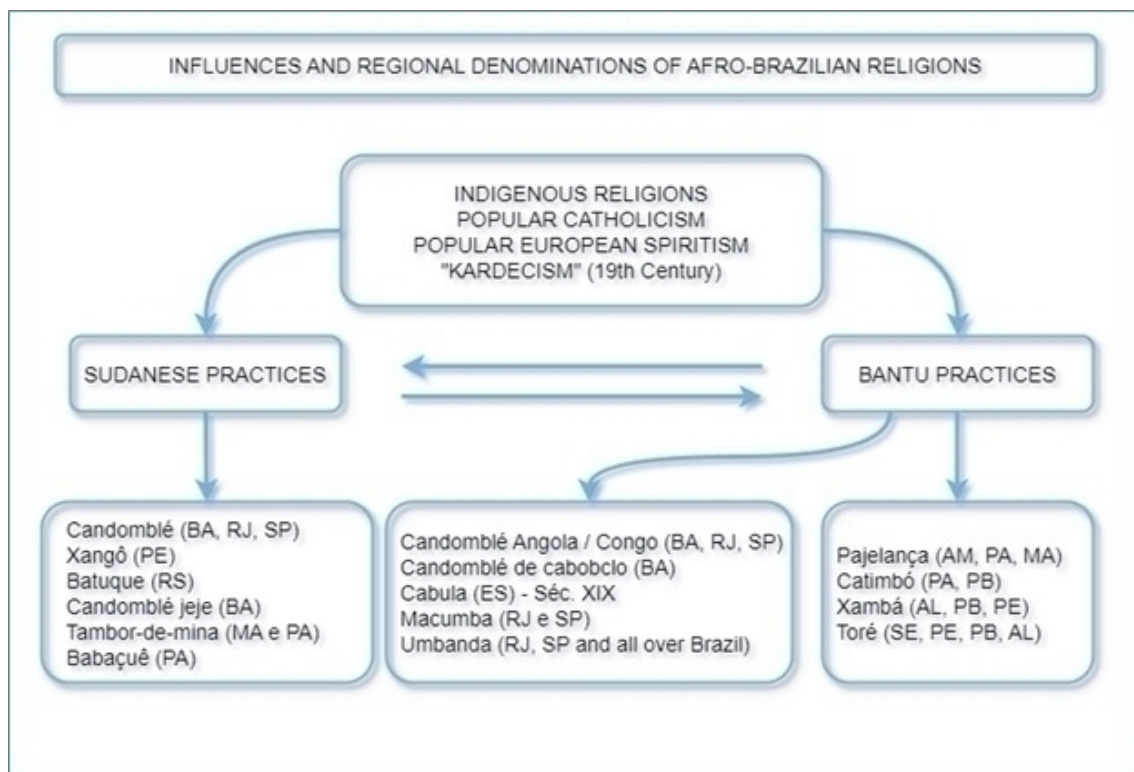 INFLUENCES AND REGIONAL DENOMINATIONS OF AFRO-BRAZILIAN RELIGIONS
INDIGENOUS RELIGIONS
POPULAR CATHOLICISM
POPULAR EUROPEAN SPIRITISM
"KARDECISM" (19th Century)
SUDANESE PRACTICES
BANTU PRACTICES
Candomblé (BA, RJ, SP)
Xangô (PE)
Batuque (RS)
Candomblé jeje (BA)
Tambor-de-mina (MA e PA)
Babaçuê (PA)
Candomblé Angola / Congo (BA, RJ, SP)
Candomblé de cabobclo (BA)
Cabula (ES) - Séc. XIX
Macumba (RJ e SP)
Umbanda (RJ, SP and all over Brazil)
Pajelança (AM, PA, MA)
Catimbó (PA, PB)
Xambá (AL, PB, PE)
Toré (SE, PE, PB, AL)